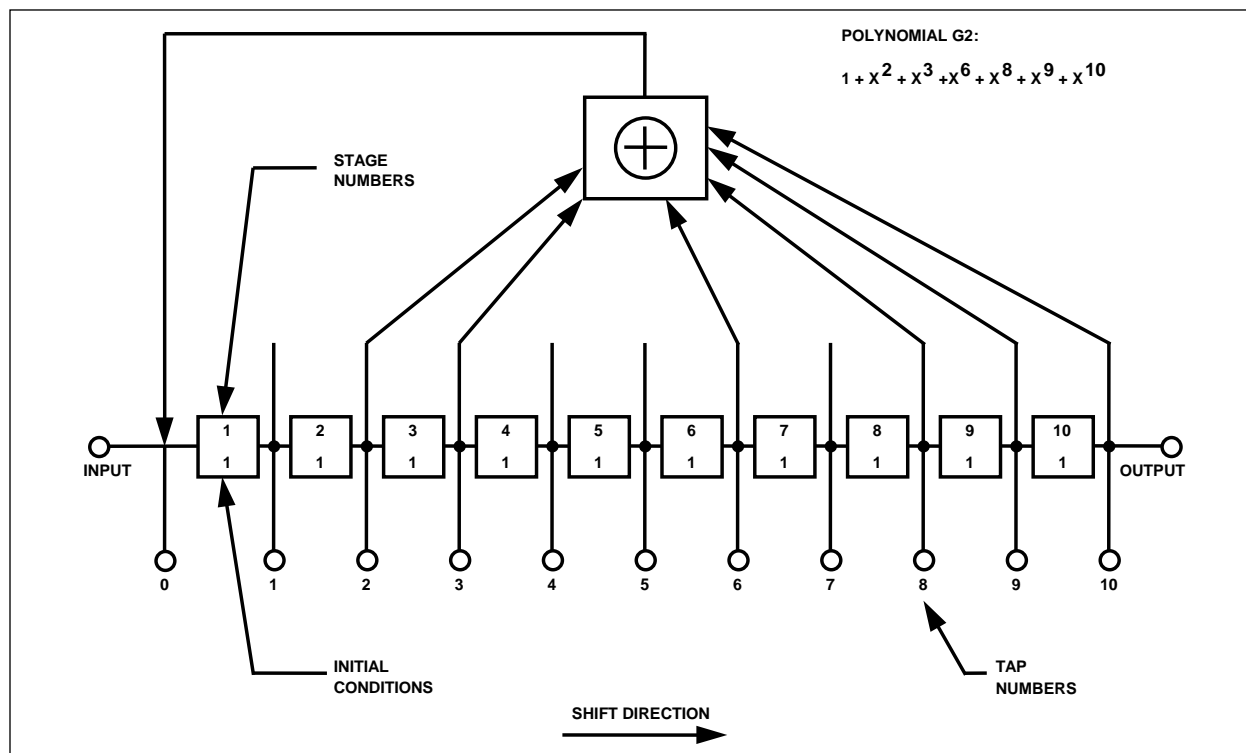 POLYNOMIAL G2:
1 + X2 + X3 +X6 + X8 + X9 + X10
STAGE
NUMBERS
1 2 3 4 5 6 7 8 9 10
1 1 1 1 1 1 1 1 1 1
INPUT
OUTPUT
0 1 2 3 4 5 6 7 8 9 10
INITIAL
CONDITIONS
TAP
NUMBERS
SHIFT DIRECTION